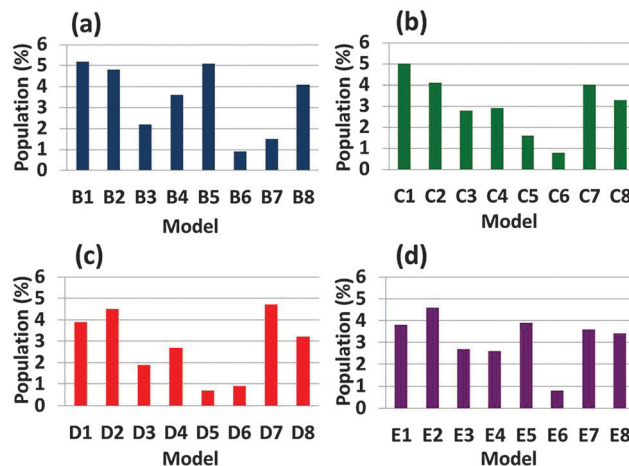 (a)
Population (%)
6
5
4
3
2
1
0
B1 B2 B3 B4 B5 B6 B7 B8
Model
(b)
Population (%)
6
5
4
3
2
1
0
C1 C2 C3 C4 C5 C6 C7 C8
Model
(c)
Population (%)
6
5
4
3
2
1
0
D1 D2 D3 D4 D5 D6 D7 D8
Model
(d)
Population (%)
6
5
4
3
2
1
0
E1 E2 E3 E4 E5 E6 E7 E8
Model